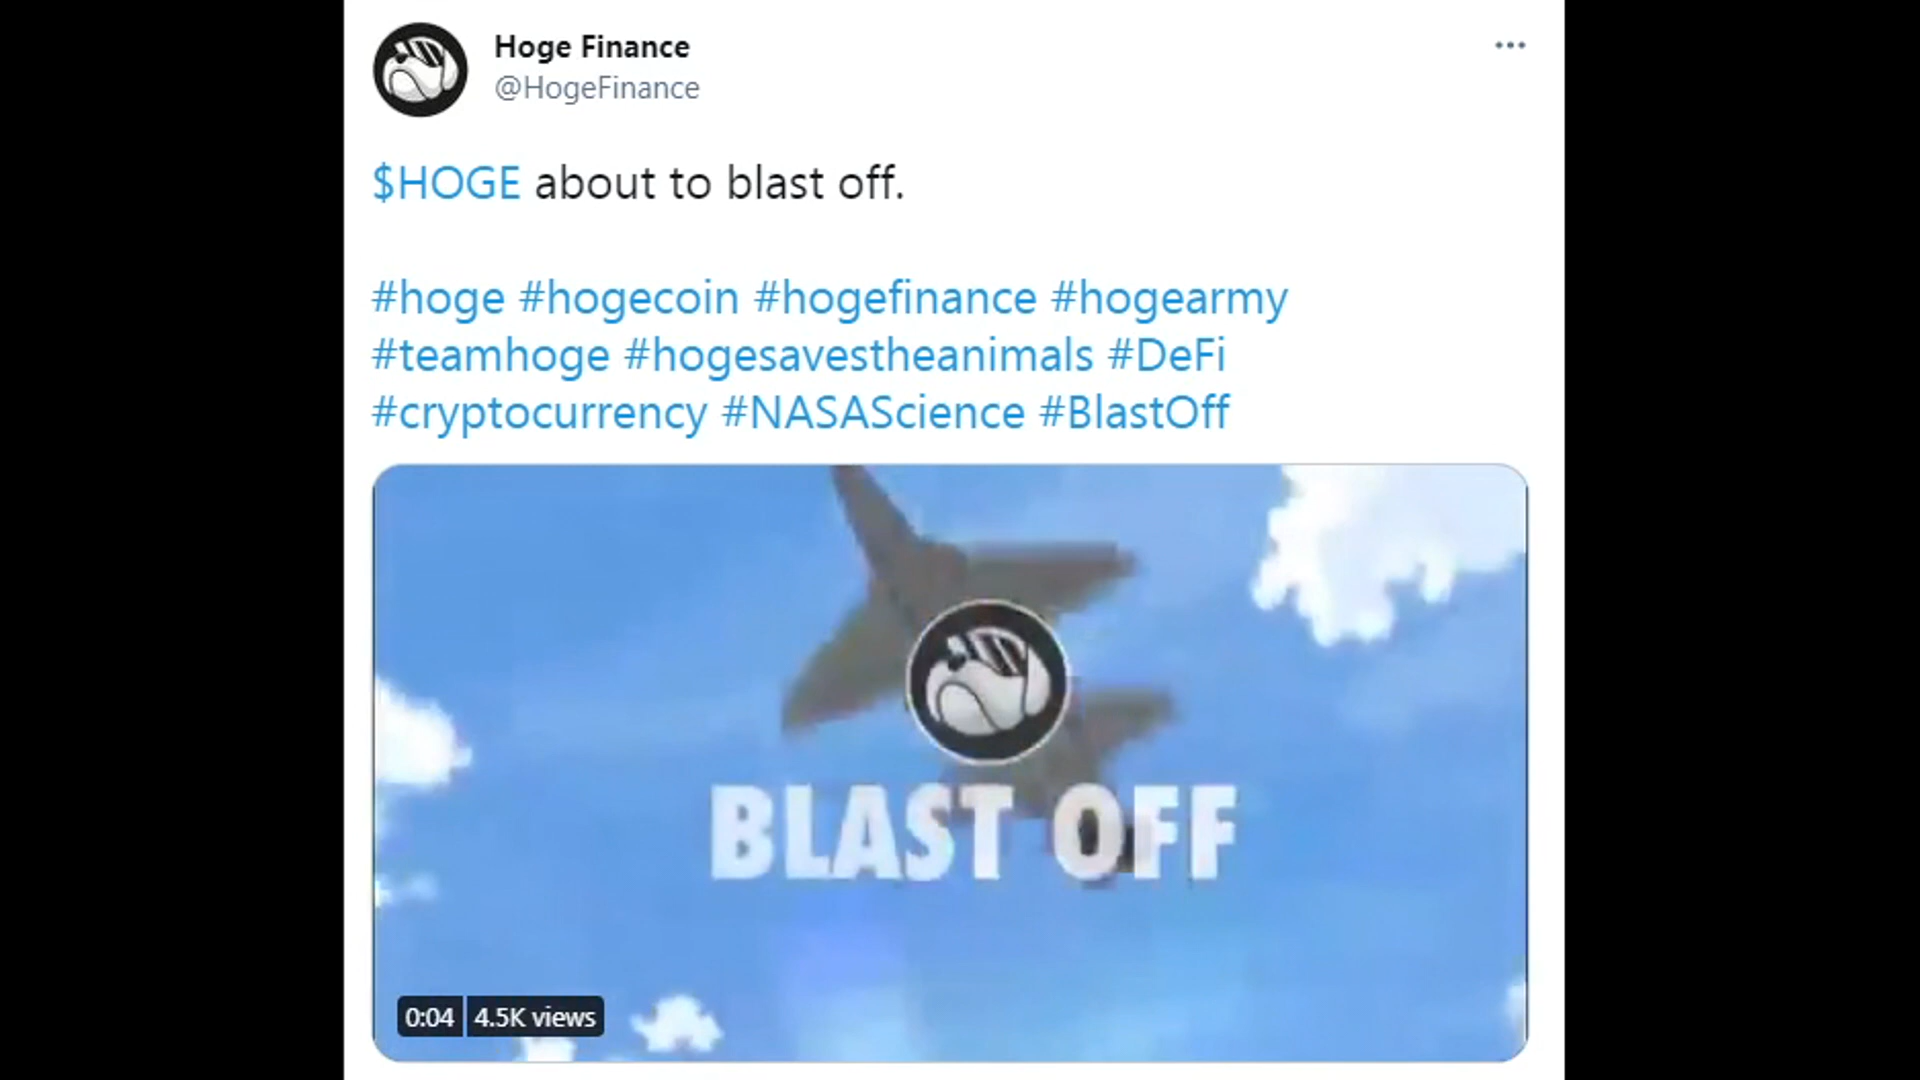 Hoge Finance
@HogeFinance
$HOGE about to blast off.
#hoge #hogecoin #hogefinance #hogearmy
#teamhoge #hogesavestheanimals #DeFi
#cryptocurrency #NASAScience #BlastOff
BLAST OFF
0:04 4.5K views